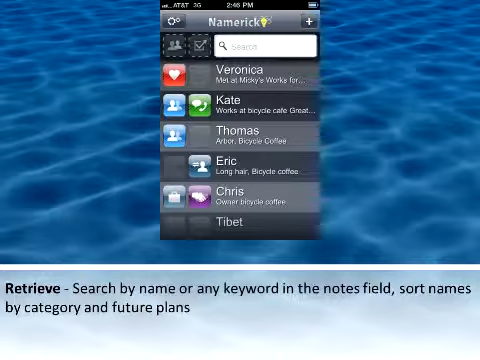 AT&T 3G 2:46 PM
Namerick
Search
Veronica
Met at Micky's Works for...
Kate
Works at bicycle cafe Great...
Thomas
Arbor, Bicycle Coffee
Eric
Long hair, Bicycle coffee
Chris
Owner bicycle coffee
Tibet
Retrieve - Search by name or any keyword in the notes field, sort names
by category and future plans